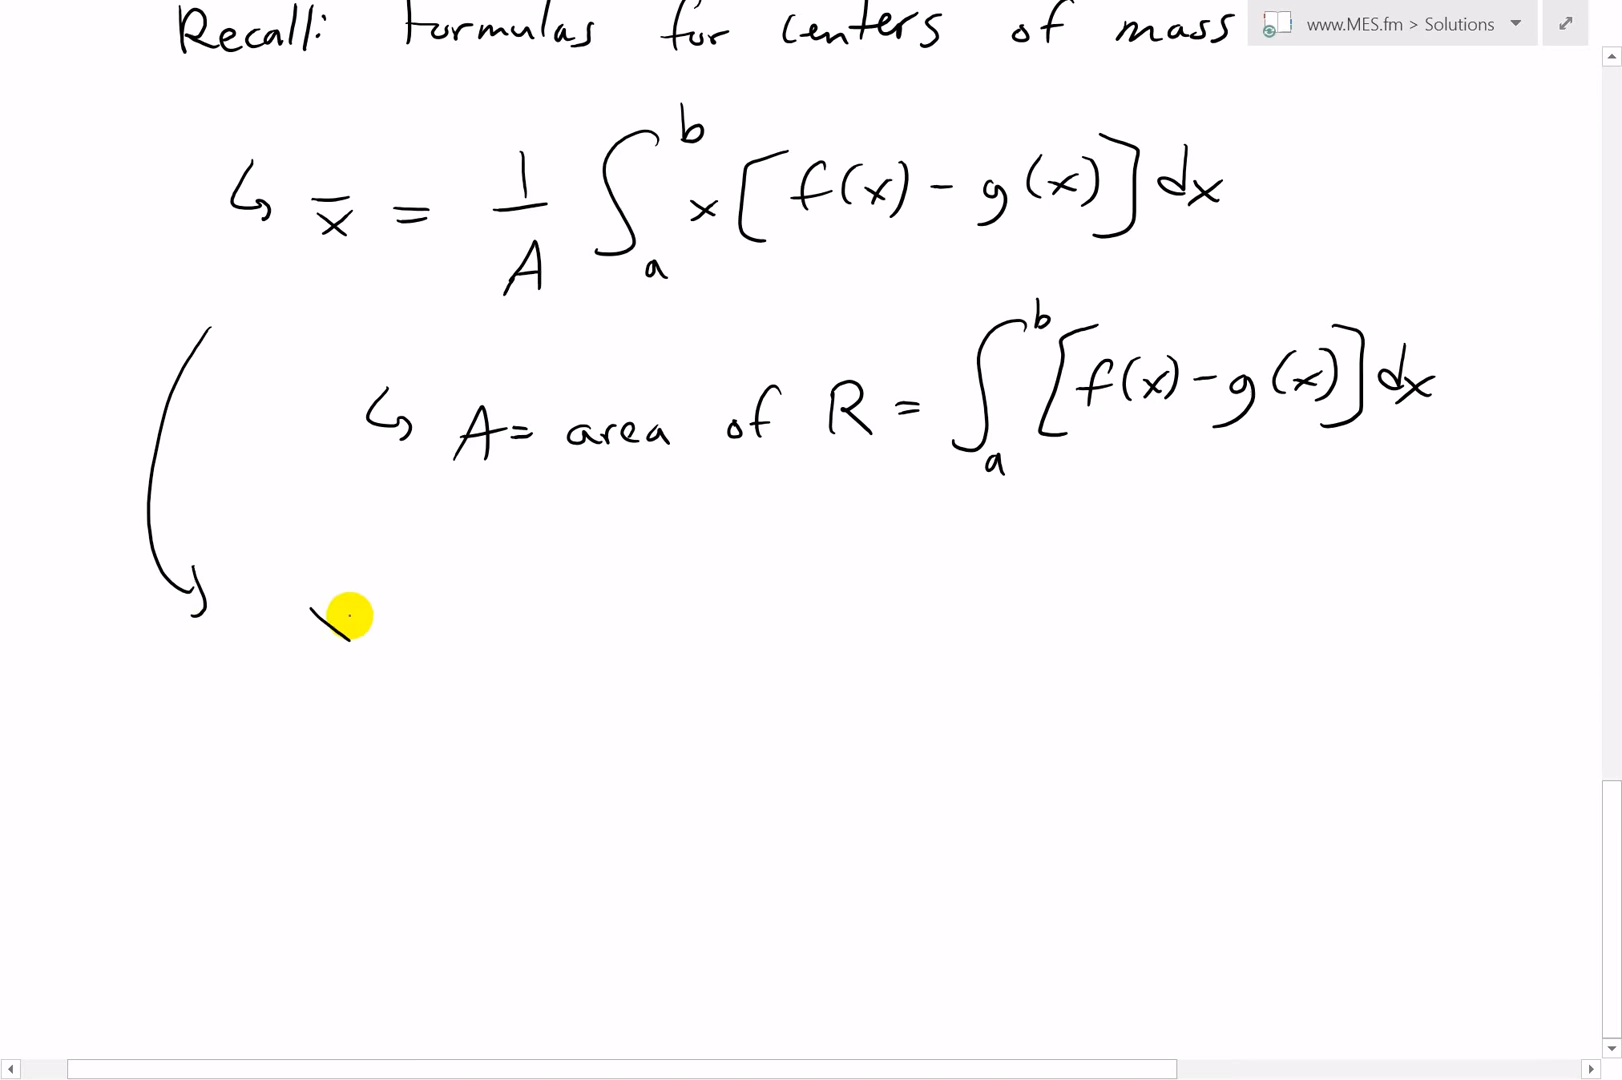 Recall: Formulas for centers of mass
www.MES.fm > Solutions
↳ x̄ = 1/A ∫_a^b x[f(x) - g(x)]dx
↳ A = area of R = ∫_a^b [f(x) - g(x)]dx